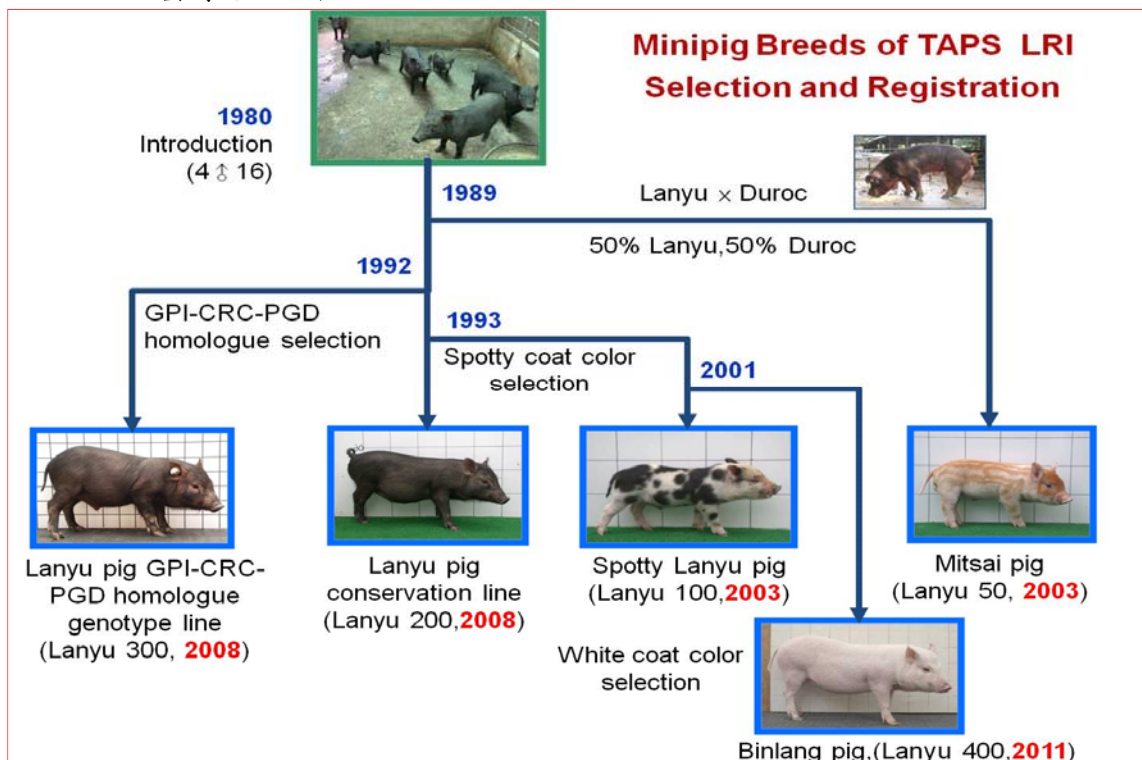 Minipig Breeds of TAPS LRI
Selection and Registration
1980
Introduction
(4♂16)
1989
Lanyu × Duroc
50% Lanyu,50% Duroc
1992
GPI-CRC-PGD
homologue selection
1993
Spotty coat color
selection
2001
Lanyu pig GPI-CRC-
PGD homologue
genotype line
(Lanyu 300, 2008)
Lanyu pig
conservation line
(Lanyu 200,2008)
Spotty Lanyu pig
(Lanyu 100,2003)
Mitsai pig
(Lanyu 50, 2003)
White coat color
selection
Binlang pig,(Lanyu 400,2011)